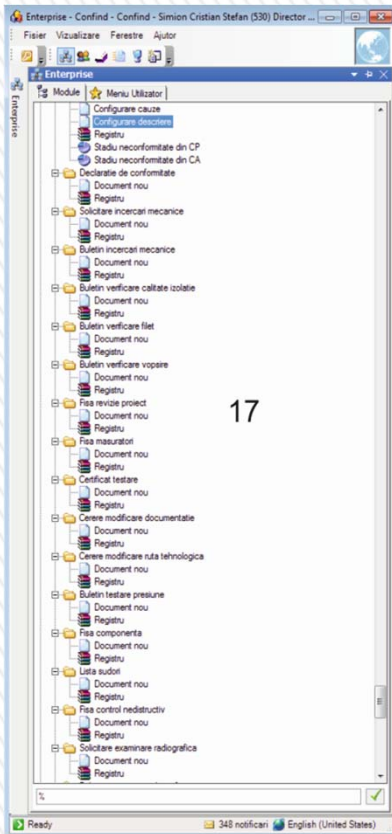 Enterprise - Confind - Confind - Simion Cristian Stefan (530) Director ...
Fisier Vizualizare Ferestre Ajutor
Enterprise
Enterprise
Module Meniu Utilizator
Configurare cauze
Configurare descriere
Registru
Stadiu neconformitate din CP
Stadiu neconformitate din CA
Declaratie de conformitate
Document nou
Registru
Solicitare incercari mecanice
Document nou
Registru
Buletin incercari mecanice
Document nou
Registru
Buletin verificare calitate izolatie
Document nou
Registru
Buletin verificare filet
Document nou
Registru
Buletin verificare vopsire
Document nou
Registru
Fisa revizie proiect
Document nou
Registru
17
Fisa masuratori
Document nou
Registru
Certificat testare
Document nou
Registru
Cerere modificare documentatie
Document nou
Registru
Cerere modificare ruta tehnologica
Document nou
Registru
Buletin testare presiune
Document nou
Registru
Fisa componenta
Document nou
Registru
Lista sudori
Document nou
Registru
Fisa control nedistructiv
Document nou
Registru
Solicitare examinare radiografica
Document nou
Registru
%
Ready 348 notificari English (United States)